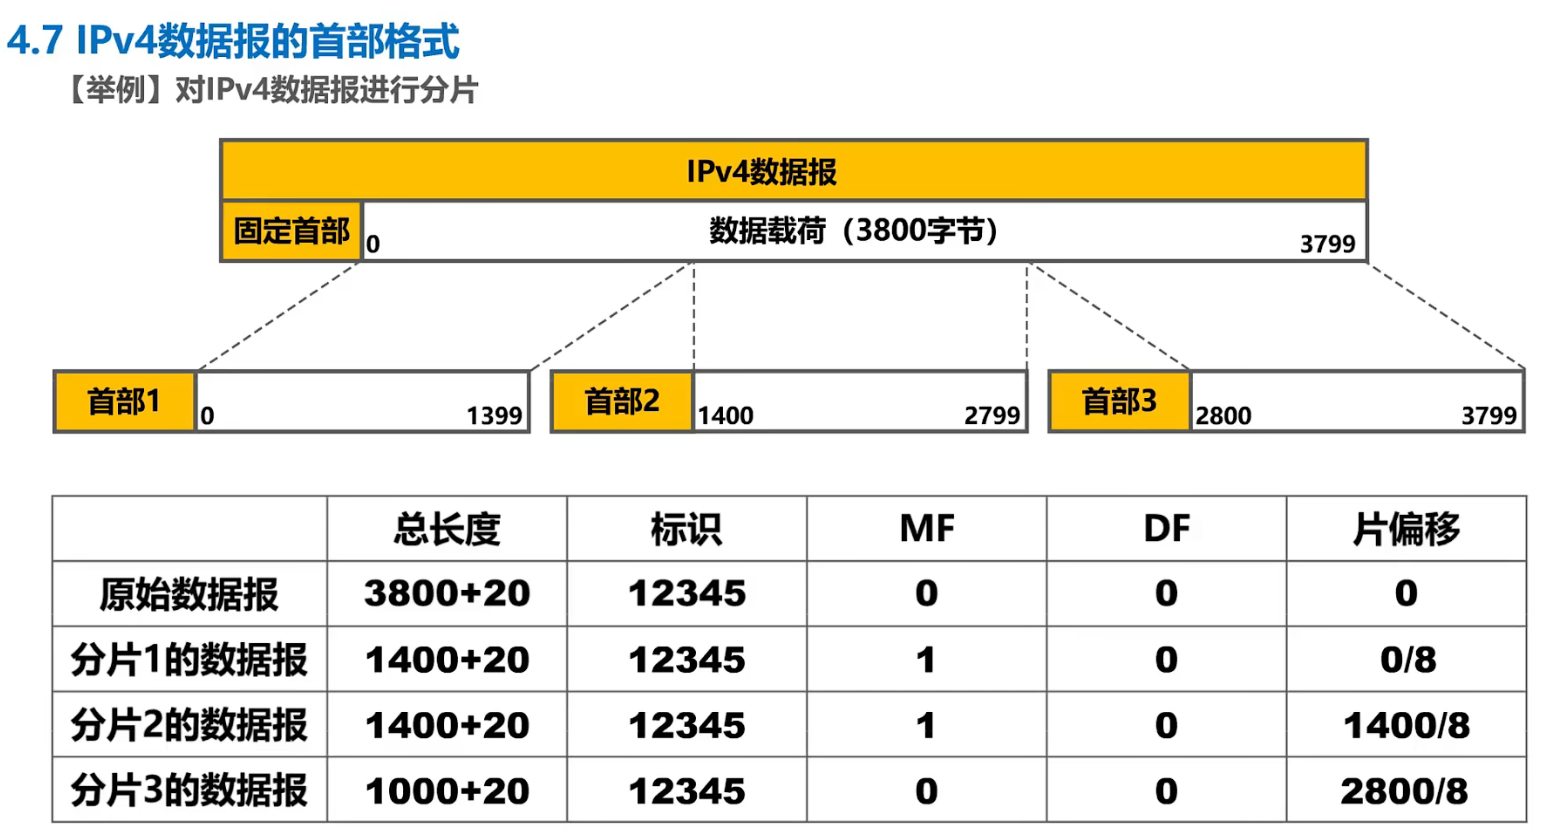 4.7 IPv4数据报的首部格式
【举例】对IPv4数据报进行分片
IPv4数据报
固定首部 0 数据载荷（3800字节） 3799
首部1 0 1399 首部2 1400 2799 首部3 2800 3799
总长度 标识 MF DF 片偏移
原始数据报 3800+20 12345 0 0 0
分片1的数据报 1400+20 12345 1 0 0/8
分片2的数据报 1400+20 12345 1 0 1400/8
分片3的数据报 1000+20 12345 0 0 2800/8